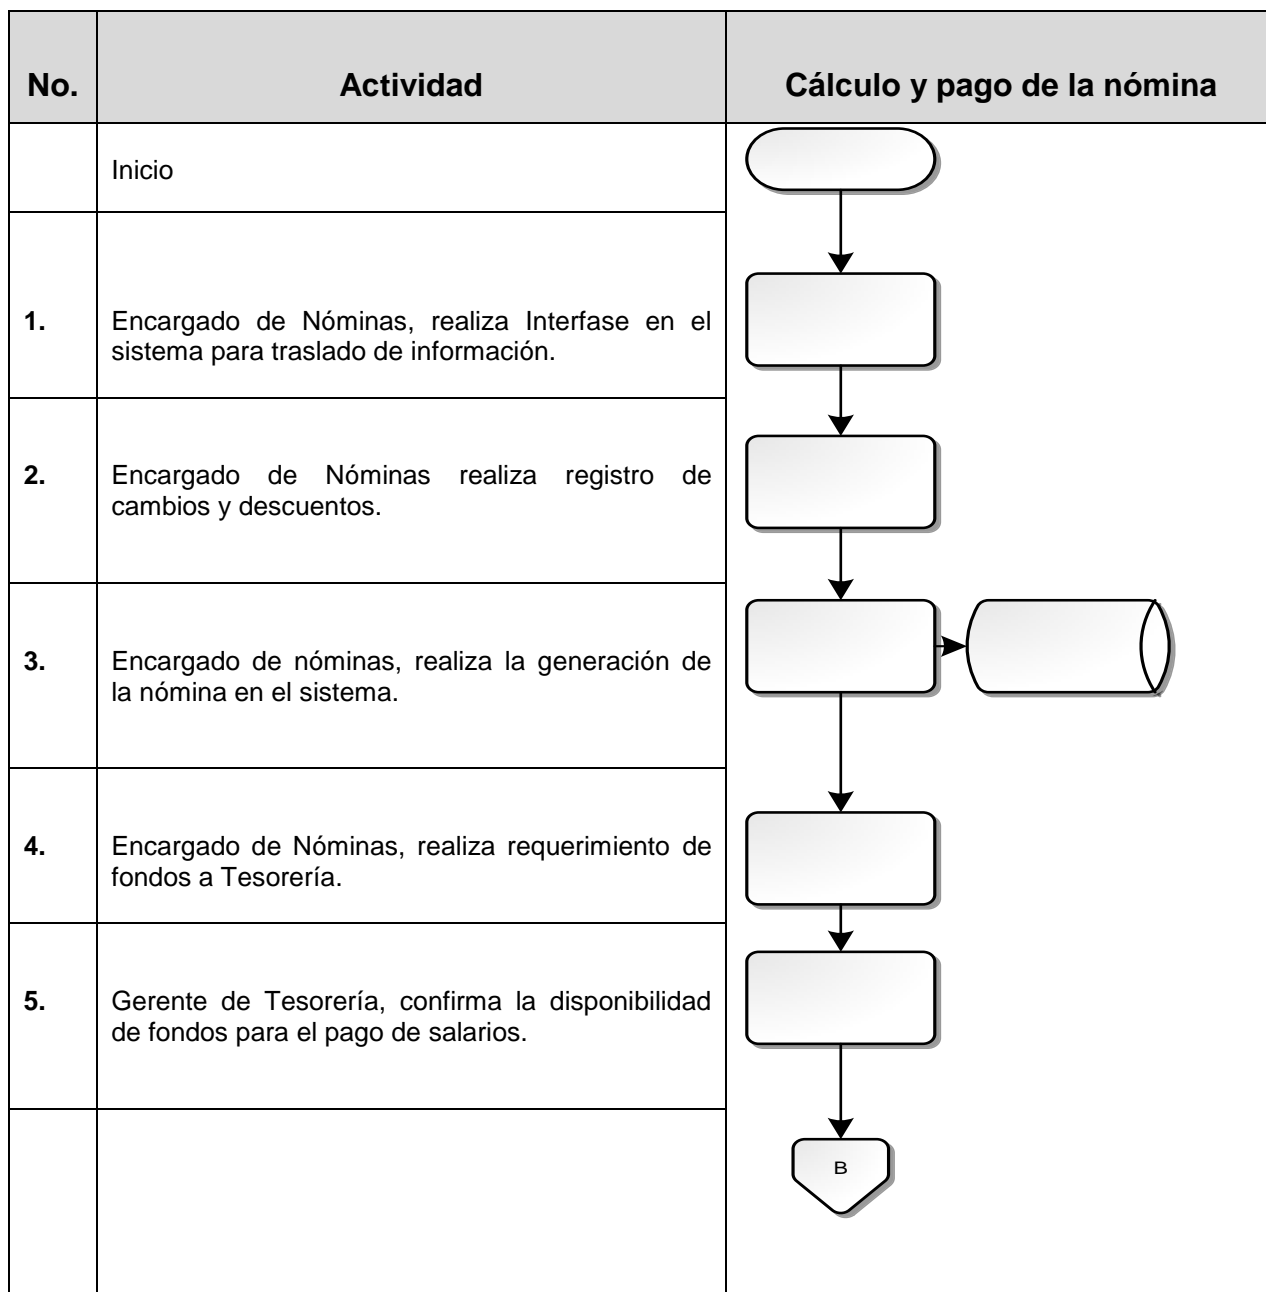 No. Actividad Cálculo y pago de la nómina
Inicio
1. Encargado de Nóminas, realiza Interfase en el
sistema para traslado de información.
2. Encargado de Nóminas realiza registro de
cambios y descuentos.
3. Encargado de nóminas, realiza la generación de
la nómina en el sistema.
4. Encargado de Nóminas, realiza requerimiento de
fondos a Tesorería.
5. Gerente de Tesorería, confirma la disponibilidad
de fondos para el pago de salarios.
B